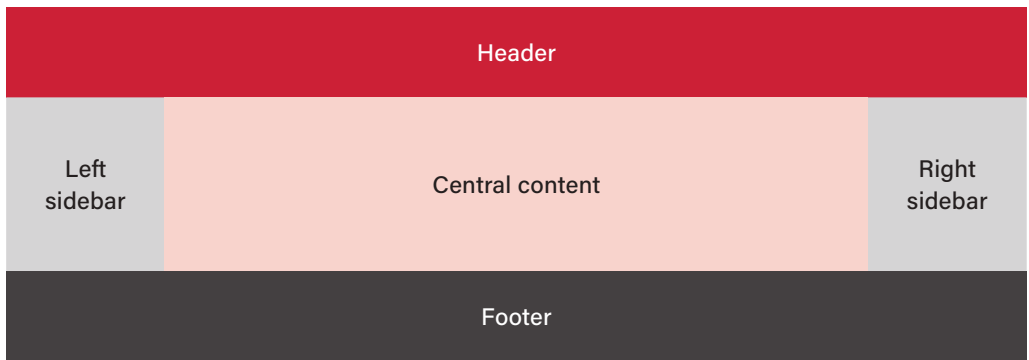 Header
Left
sidebar
Central content
Right
sidebar
Footer